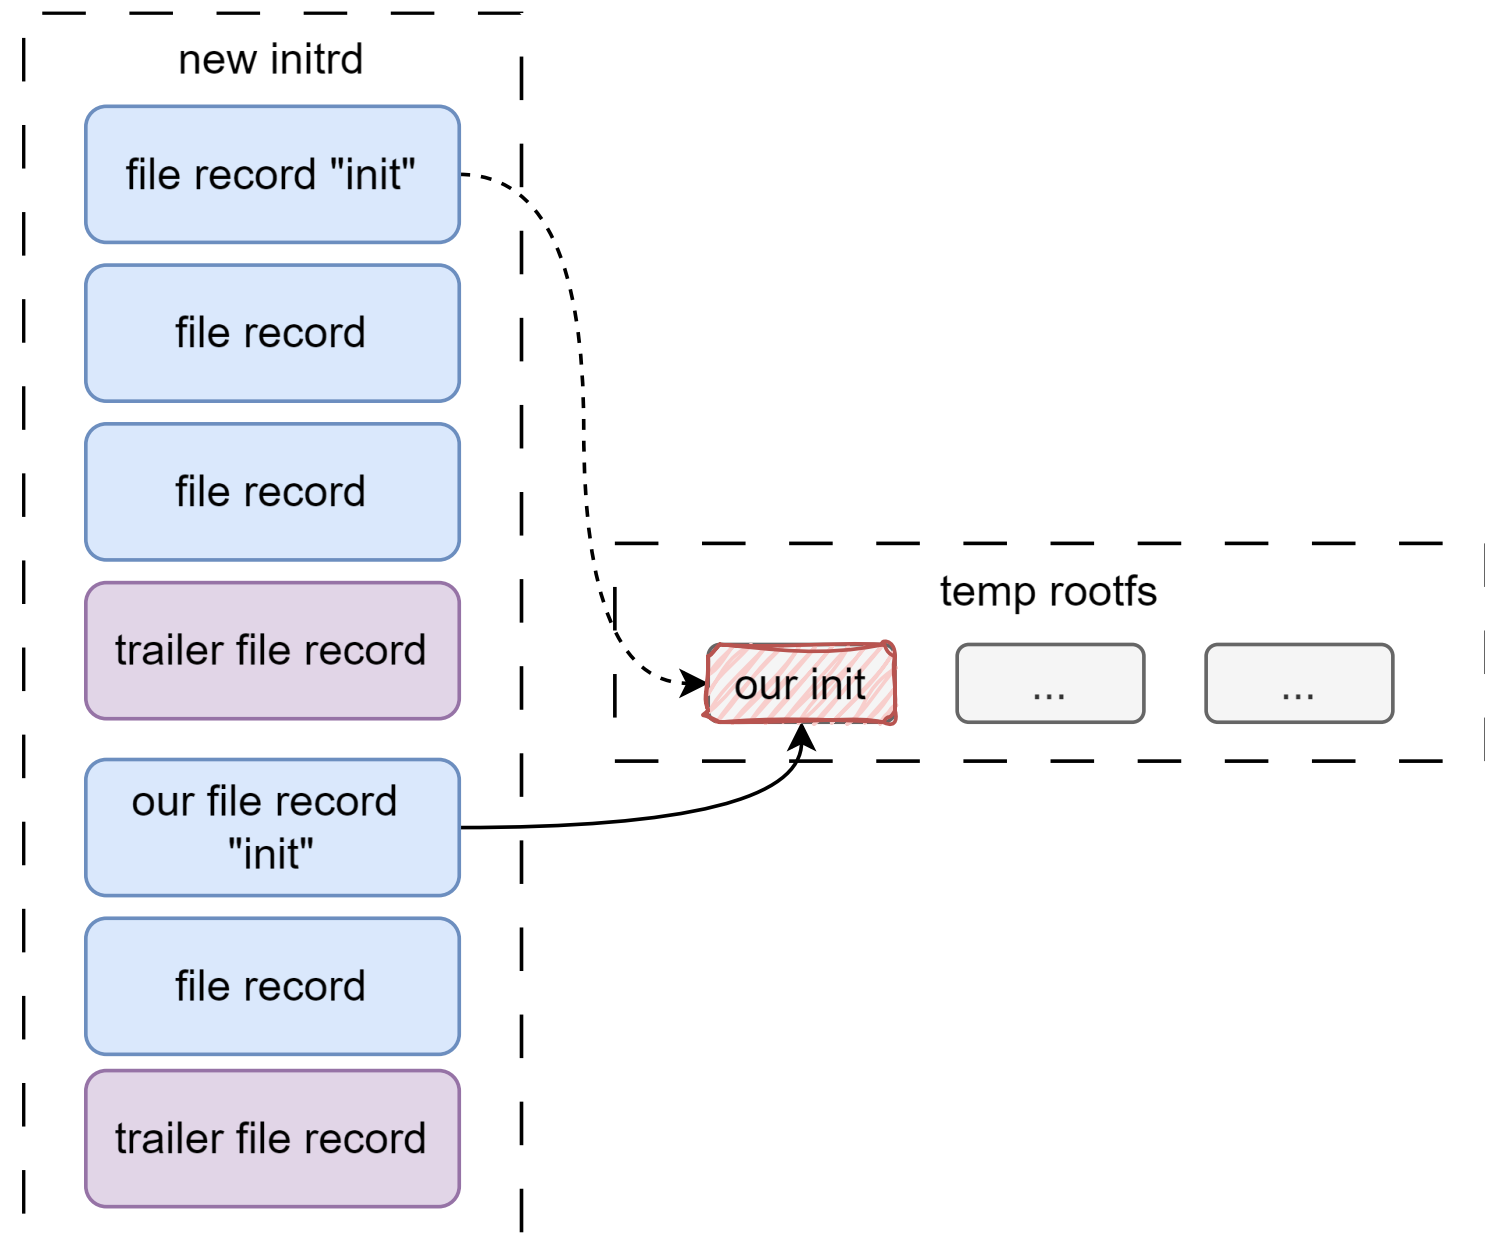 new initrd
file record "init"
file record
file record
trailer file record
our file record
"init"
file record
trailer file record
temp rootfs
our init
...
...